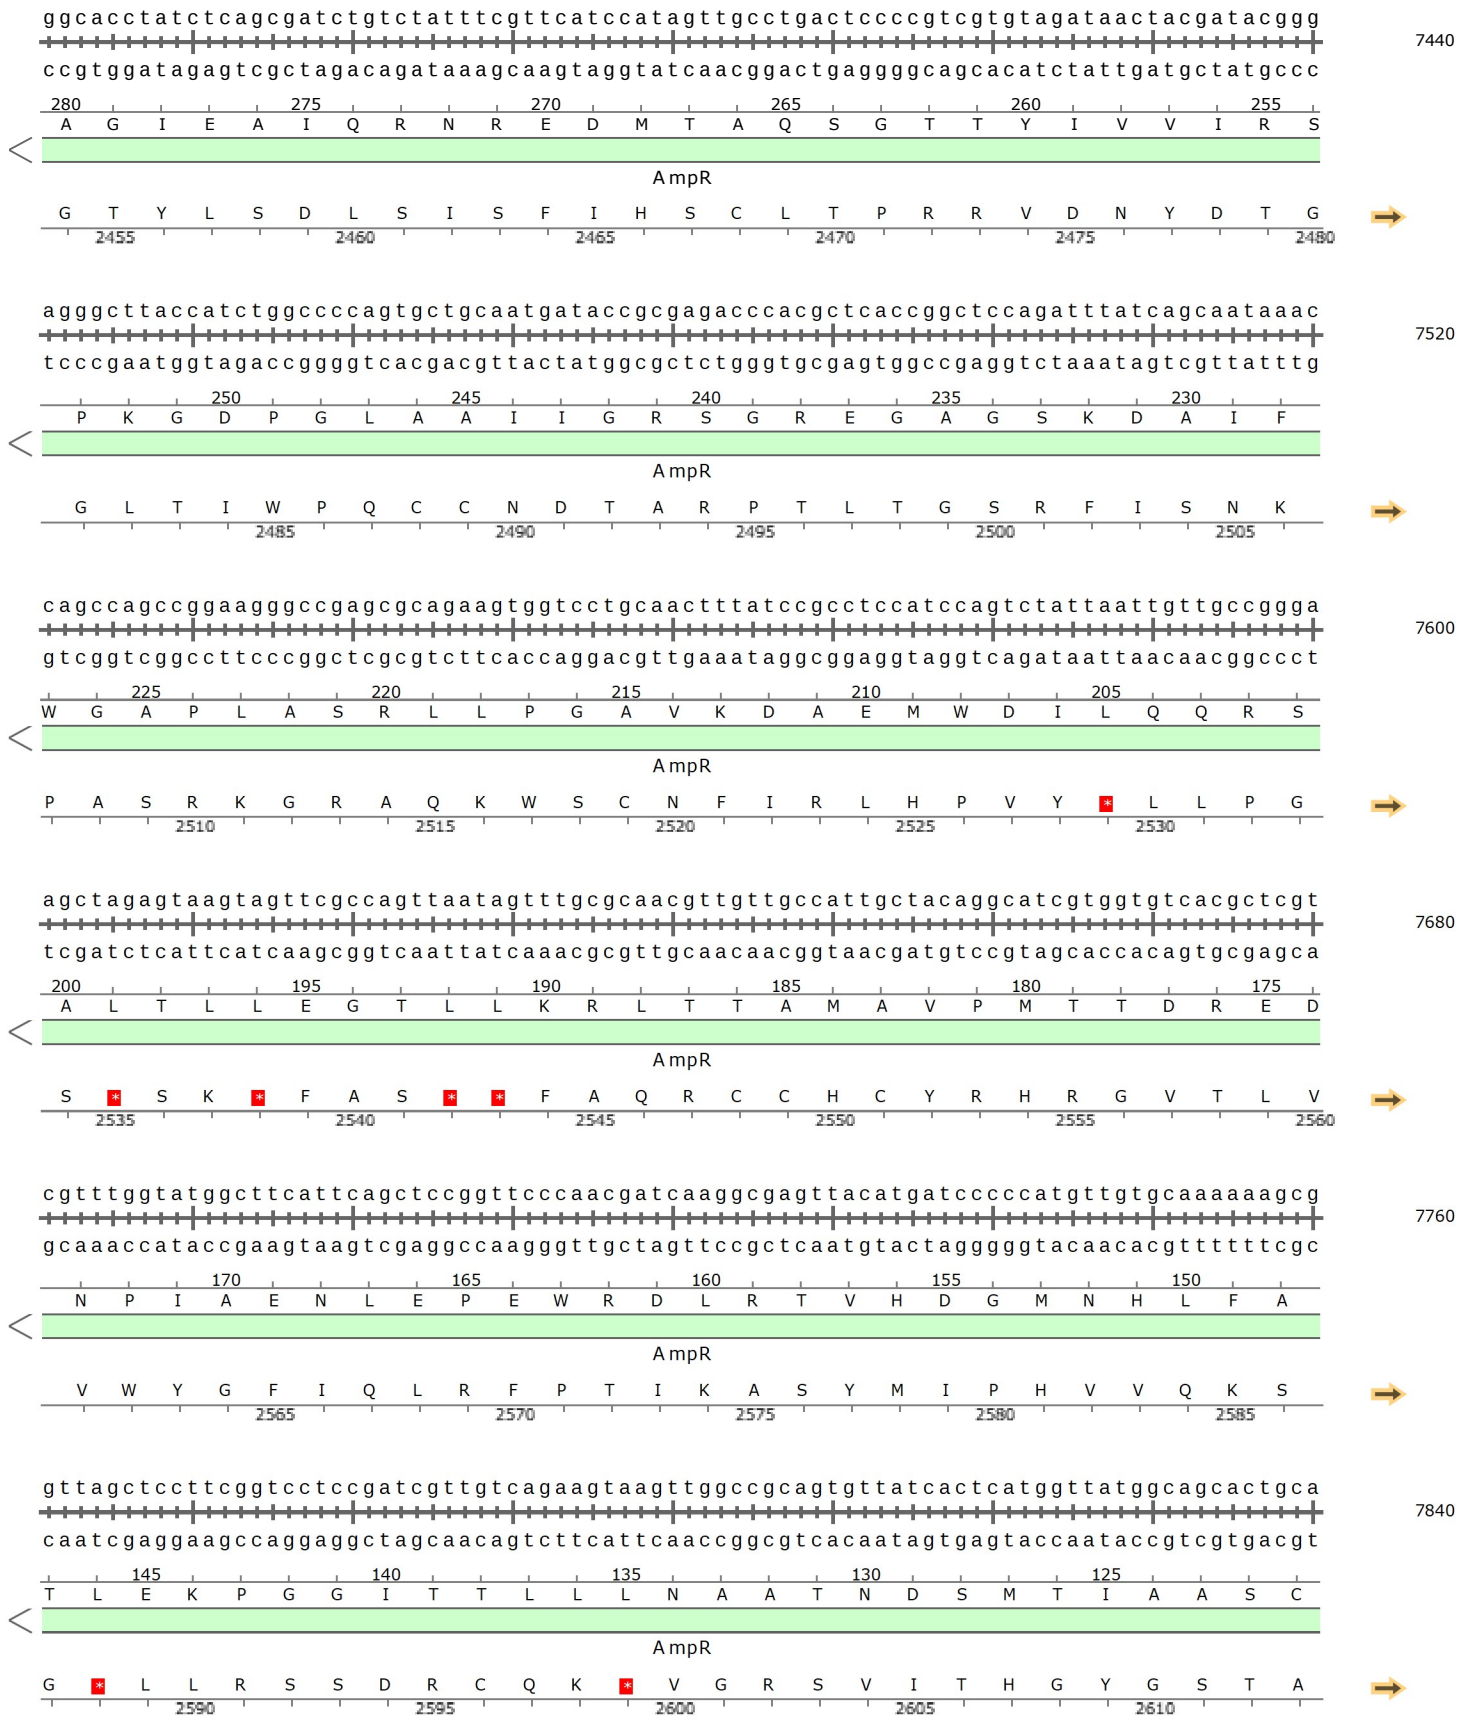 ggcacctatctcagcgatctgtctatttcgttcatccatagttgcctgactccccgtcgtgtagataactacgatacggg
7440
ccgtggatagagtcgctagacagataaagcaagtaggtatcaacggactgaggggcagcacatctattgatgctatgccc
280 275 270 265 260 255
A G I E A I Q R N R E D M T A Q S G T T Y I V V I R S
<
AmpR
G T Y L S D L S I S F I H S C L T P R R V D N Y D T G
2455 2460 2465 2470 2475 2480
agggcttaccatctggccccagtgctgcaatgataccgcgagacccacgctcaccggctccagatttatcagcaataaac
7520
tcccgaatggtagaccggggtcacgacgttactatggcgctctgggtgcgagtggccgaggtctaaatagtcgttatttg
250 245 240 235 230
P K G D P G L A A I I G R S G R E G A G S K D A I F
<
AmpR
G L T I W P Q C C N D T A R P T L T G S R F I S N K
2485 2490 2495 2500 2505
cagccagccggaagggccgagcgcagaagtggtcctgcaactttatccgcctccatccagtctattaattgttgccggga
7600
gtcggtcggccttcccggctcgcgtcttcaccaggacgttgaaataggcggaggtaggtcagataattaacaacggccct
225 220 215 210 205
W G A P L A S R L L P G A V K D A E M W D I L Q Q R S
<
AmpR
P A S R K G R A Q K W S C N F I R L H P V Y * L L P G
2510 2515 2520 2525 2530
agctagagtaagtagttcgccagttaatagtttgcgcaacgttgttgccattgctacaggcatcgtggtgtcacgctcgt
7680
tcgatctcattcatcaagcggtcaattatcaaacgcgttgcaacaacggtaacgatgtccgtagcaccacagtgcgagca
200 195 190 185 180 175
A L T L L E G T L L K R L T T A M A V P M T T D R E D
<
AmpR
S * S K * F A S * * F A Q R C C H C Y R H R G V T L V
2535 2540 2545 2550 2555 2560
cgtttggtatggcttcattcagctccggttcccaacgatcaaggcgagttacatgatcccccatgttgtgcaaaaaagcg
7760
gcaaaccataccgaagtaagtcgaggccaagggttgctagttccgctcaatgtactagggggtacaacacgttttttcgc
170 165 160 155 150
N P I A E N L E P E W R D L R T V H D G M N H L F A
<
AmpR
V W Y G F I Q L R F P T I K A S Y M I P H V V Q K S
2565 2570 2575 2580 2585
gttagctccttcggtcctccgatcgttgtcagaagtaagttggccgcagtgttatcactcatggttatggcagcactgca
7840
caatcgaggaagccaggaggctagcaacagtcttcattcaaccggcgtcacaatagtgagtaccaataccgtcgtgacgt
145 140 135 130 125
T L E K P G G I T T L L L N A A T N D S M T I A A S C
<
AmpR
G * L L R S S D R C Q K * V G R S V I T H G Y G S T A
2590 2595 2600 2605 2610